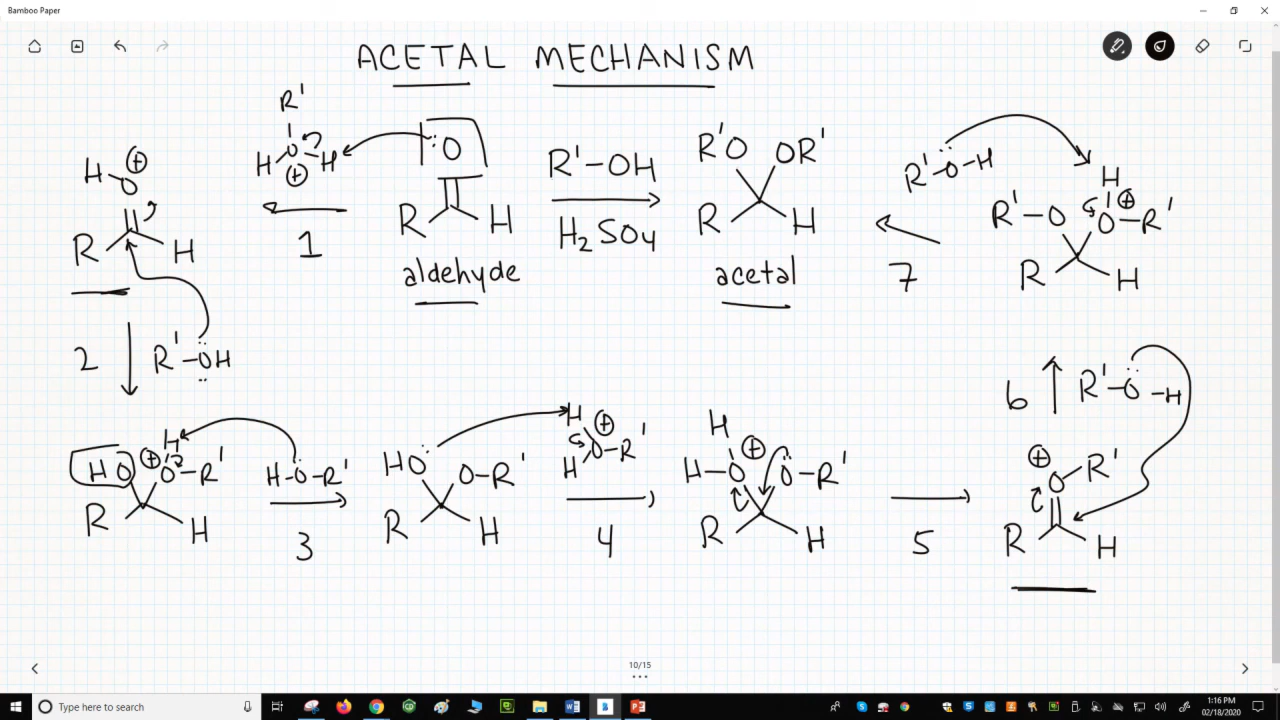 Bamboo Paper
ACETAL MECHANISM
R'
H O H
⊕
:O
R H
aldehyde
1
R'-OH
H2SO4
R'O OR'
R H
acetal
R'-O-H
7
H
R'-O O-R'
⊕
R H
H O ⊕
R H
2
R'-OH
6
R'-O-H
HO ⊕ H
O-R'
R H
H-O-R'
3
HO O-R'
R H
H ⊕
O-R'
H
4
H
H-O ⊕ O-R'
R H
5
⊕
O R'
R H
10/15
Type here to search
1:16 PM
02/18/2020